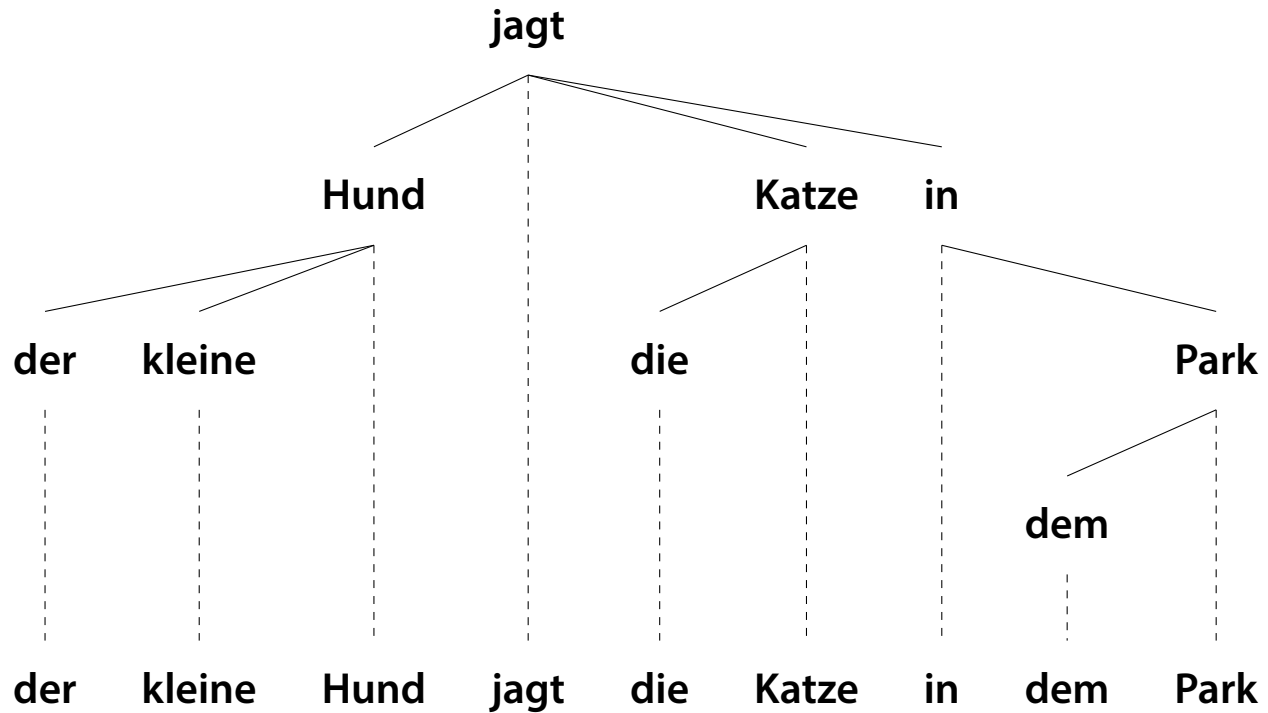 jagt
Hund Katze in
der kleine die Park
dem
der kleine Hund jagt die Katze in dem Park